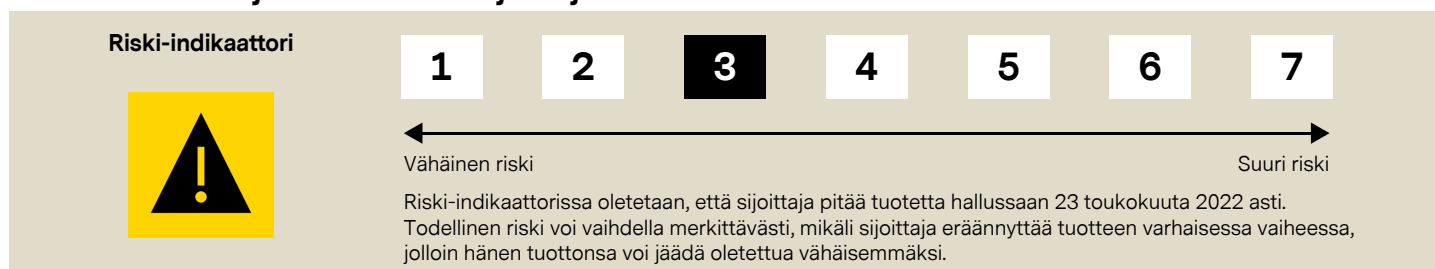 Riski-indikaattori
1 2 3 4 5 6 7
Vähäinen riski Suuri riski
Riski-indikaattorissa oletetaan, että sijoittaja pitää tuotetta hallussaan 23 toukokuuta 2022 asti.
Todellinen riski voi vaihdella merkittävästi, mikäli sijoittaja eräännyttää tuotteen varhaisessa vaiheessa,
jolloin hänen tuottonsa voi jäädä oletettua vähäisemmäksi.